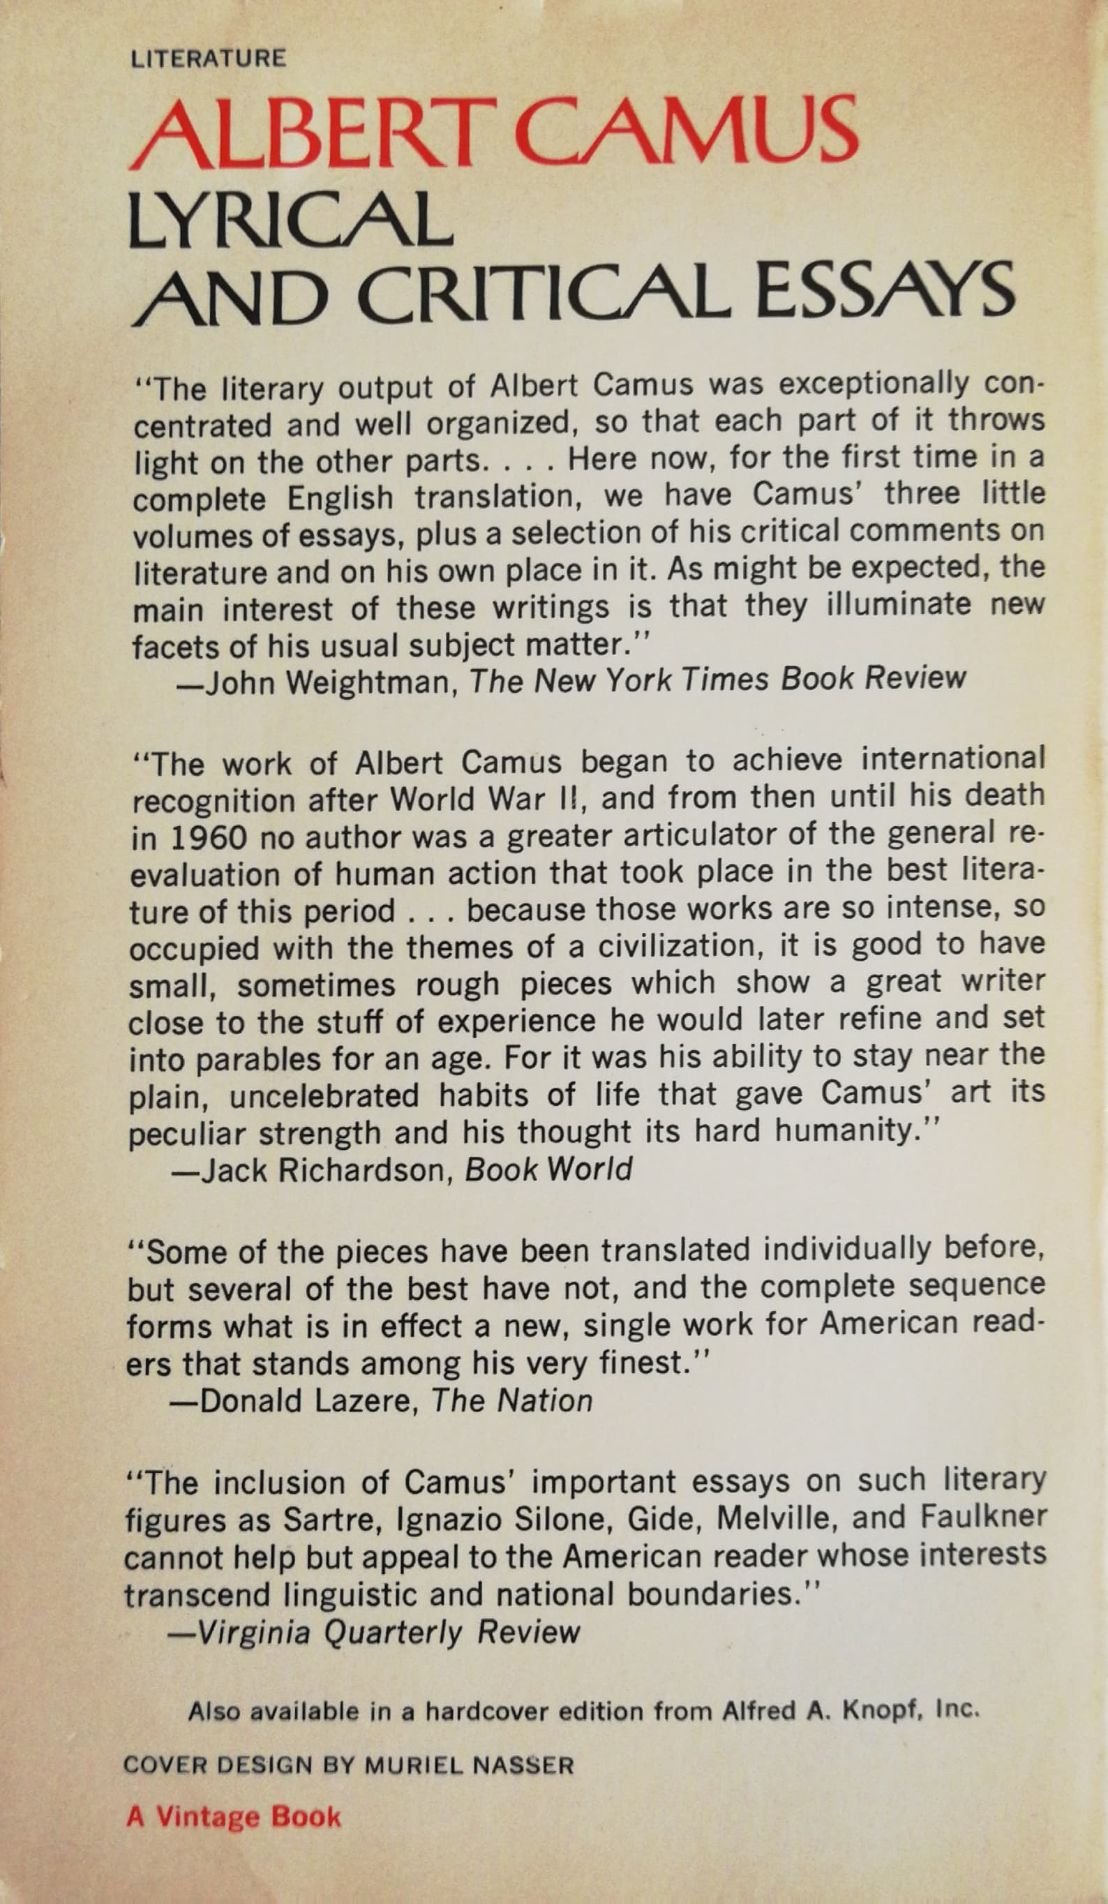 LITERATURE
ALBERT CAMUS
LYRICAL
AND CRITICAL ESSAYS
“The literary output of Albert Camus was exceptionally con-
centrated and well organized, so that each part of it throws
light on the other parts. . . . Here now, for the first time in a
complete English translation, we have Camus’ three little
volumes of essays, plus a selection of his critical comments on
literature and on his own place in it. As might be expected, the
main interest of these writings is that they illuminate new
facets of his usual subject matter.”
—John Weightman, The New York Times Book Review
“The work of Albert Camus began to achieve international
recognition after World War II, and from then until his death
in 1960 no author was a greater articulator of the general re-
evaluation of human action that took place in the best litera-
ture of this period . . . because those works are so intense, so
occupied with the themes of a civilization, it is good to have
small, sometimes rough pieces which show a great writer
close to the stuff of experience he would later refine and set
into parables for an age. For it was his ability to stay near the
plain, uncelebrated habits of life that gave Camus’ art its
peculiar strength and his thought its hard humanity.”
—Jack Richardson, Book World
“Some of the pieces have been translated individually before,
but several of the best have not, and the complete sequence
forms what is in effect a new, single work for American read-
ers that stands among his very finest.”
—Donald Lazere, The Nation
“The inclusion of Camus’ important essays on such literary
figures as Sartre, Ignazio Silone, Gide, Melville, and Faulkner
cannot help but appeal to the American reader whose interests
transcend linguistic and national boundaries.”
—Virginia Quarterly Review
Also available in a hardcover edition from Alfred A. Knopf, Inc.
COVER DESIGN BY MURIEL NASSER
A Vintage Book